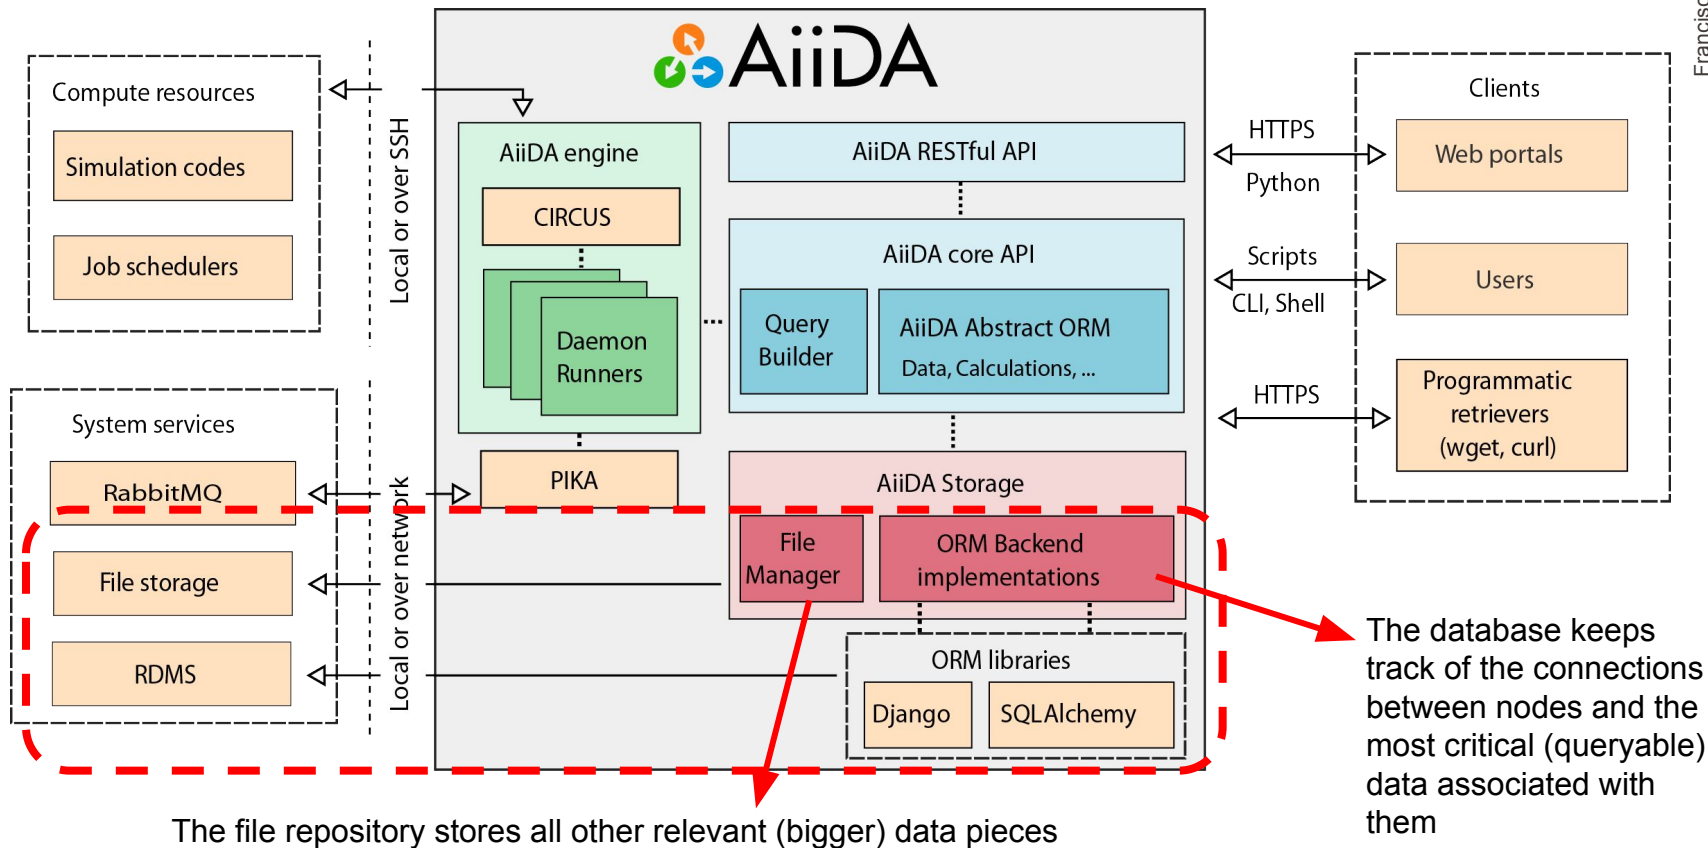 Francisco
AiiDA
Compute resources
Simulation codes
Job schedulers
Local or over SSH
AiiDA engine
CIRCUS
Daemon
Runners
PIKA
AiiDA RESTful API
AiiDA core API
Query
Builder
AiiDA Abstract ORM
Data, Calculations, ...
HTTPS
Python
Scripts
CLI, Shell
HTTPS
Clients
Web portals
Users
Programmatic
retrievers
(wget, curl)
System services
RabbitMQ
File storage
RDMS
Local or over network
AiiDA Storage
File
Manager
ORM Backend
implementations
ORM libraries
Django
SQLAlchemy
The database keeps
track of the connections
between nodes and the
most critical (queryable)
data associated with
them
The file repository stores all other relevant (bigger) data pieces